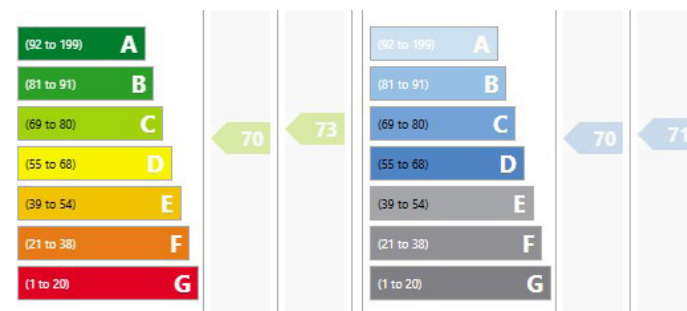 (92 to 199) A
(81 to 91) B
(69 to 80) C
(55 to 68) D
(39 to 54) E
(21 to 38) F
(1 to 20) G
70
73
(92 to 199) A
(81 to 91) B
(69 to 80) C
(55 to 68) D
(39 to 54) E
(21 to 38) F
(1 to 20) G
70
71